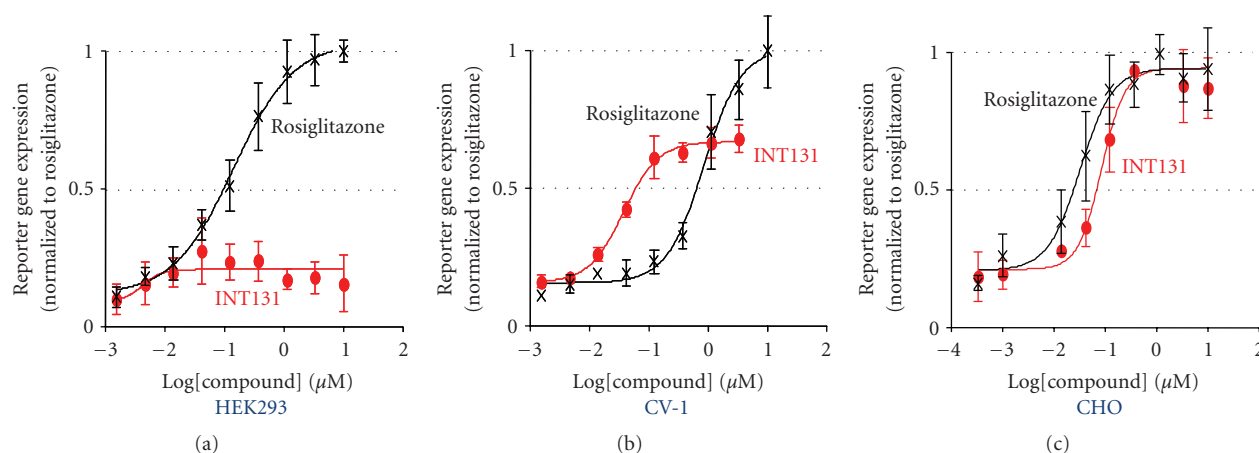 Reporter gene expression
(normalized to rosiglitazone)
1
0.5
0
Rosiglitazone
INT131
−3 −2 −1 0 1 2
Log[compound] (μM)
HEK293
(a)
Reporter gene expression
(normalized to rosiglitazone)
1
0.5
0
Rosiglitazone
INT131
−3 −2 −1 0 1 2
Log[compound] (μM)
CV-1
(b)
Reporter gene expression
(normalized to rosiglitazone)
1
0.5
0
Rosiglitazone
INT131
−4 −3 −2 −1 0 1 2
Log[compound] (μM)
CHO
(c)